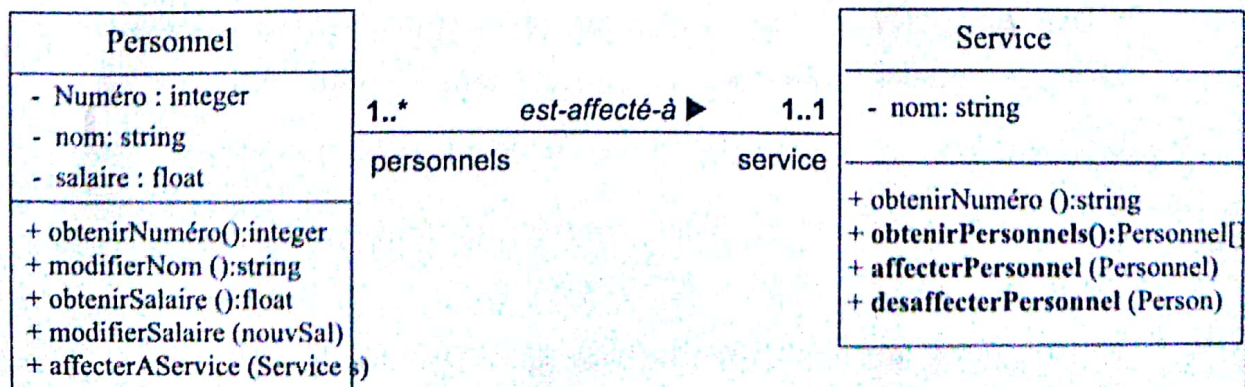 Personnel
- Numéro : integer
- nom: string
- salaire : float
+ obtenirNuméro():integer
+ modifierNom ():string
+ obtenirSalaire ():float
+ modifierSalaire (nouvSal)
+ affecterAService (Service s)
1..* est-affecté-à ▶ 1..1
personnels service
Service
- nom: string
+ obtenirNuméro ():string
+ obtenirPersonnels():Personnel[]
+ affecterPersonnel (Personnel)
+ desaffecterPersonnel (Person)